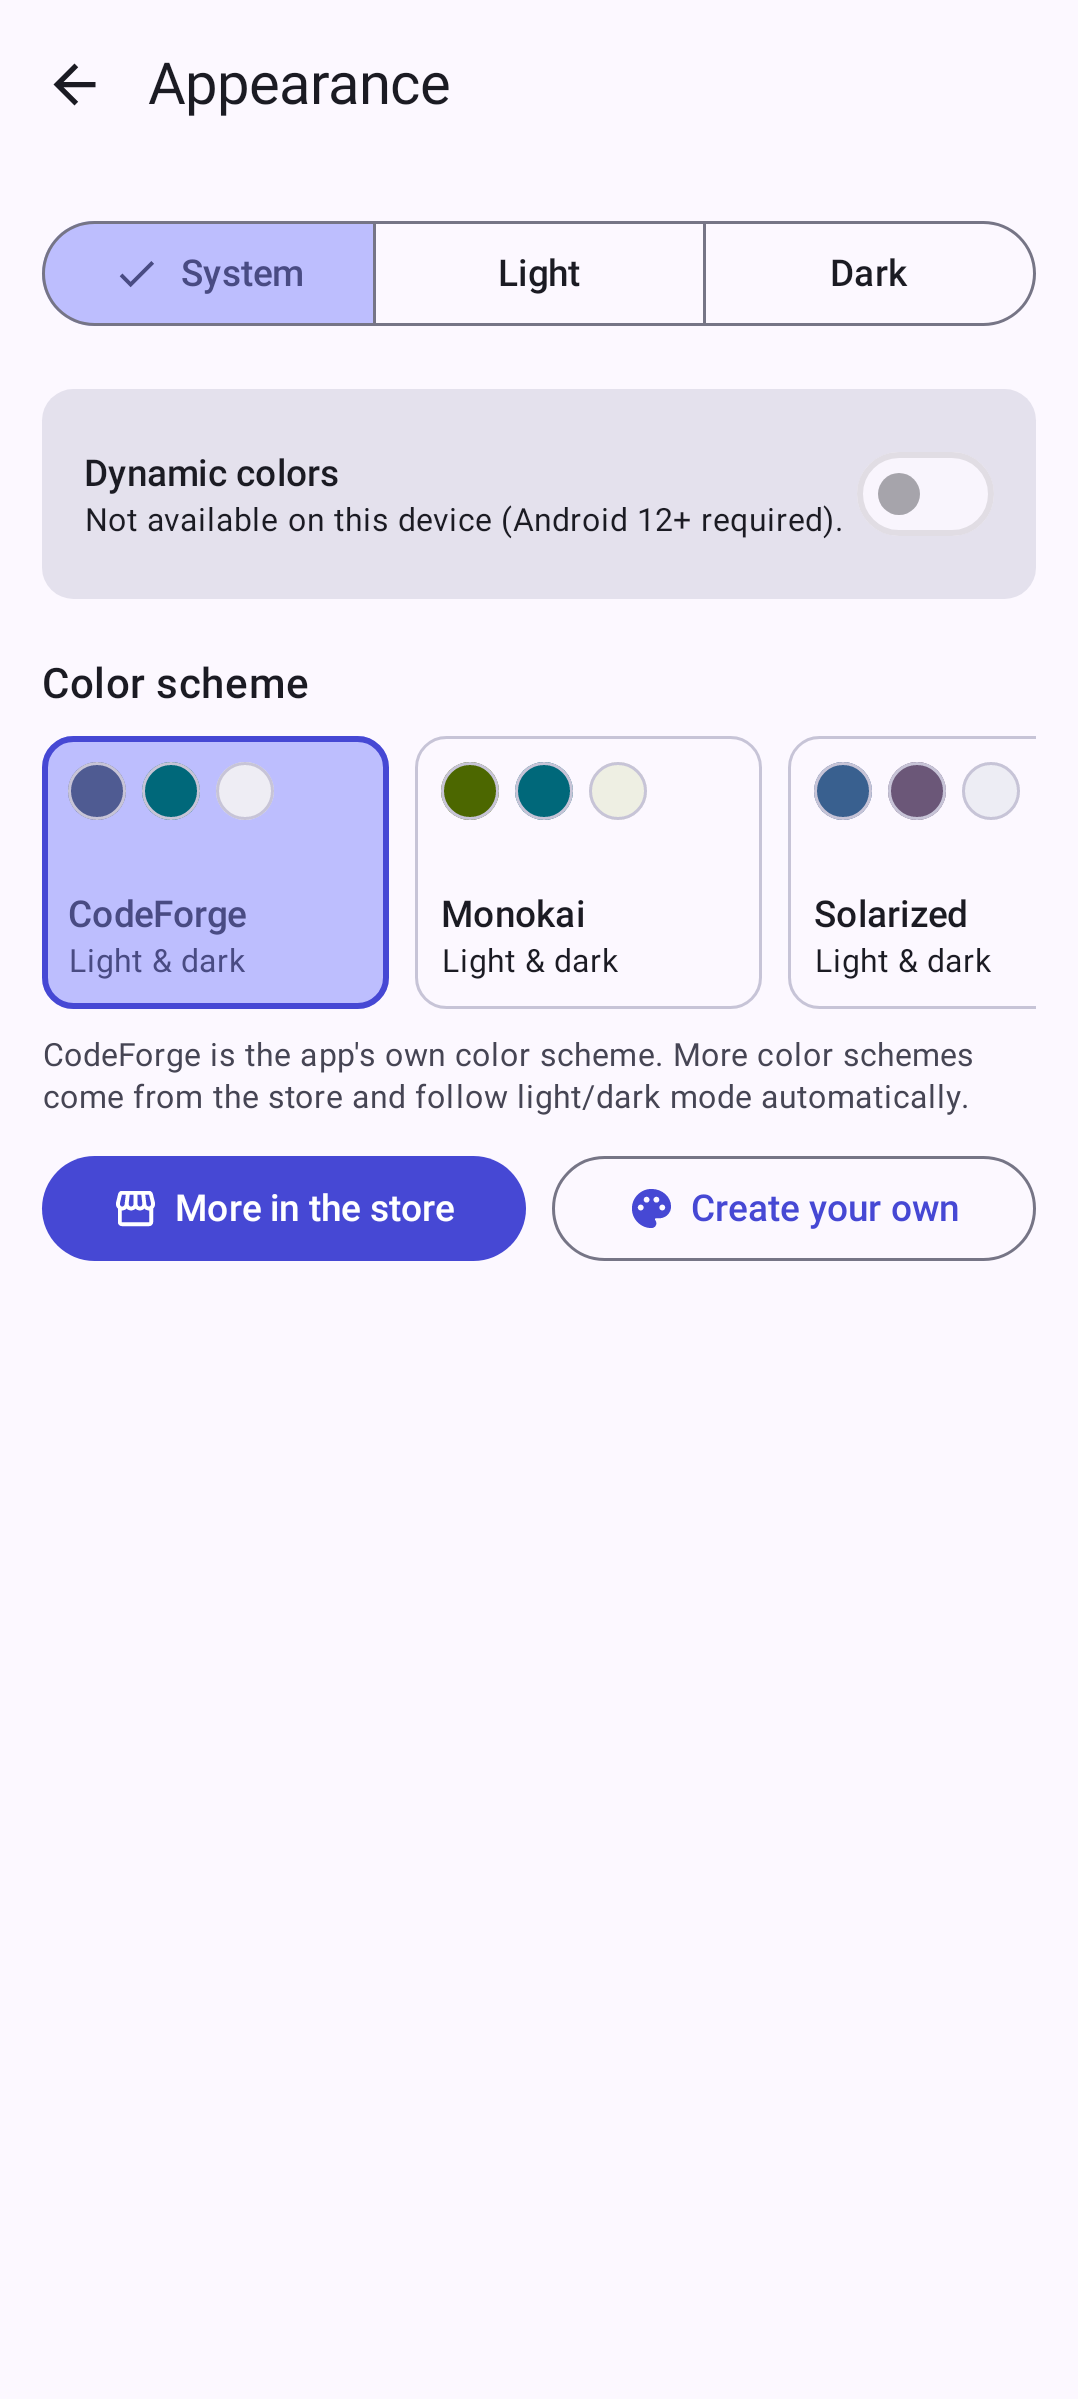 Appearance
System
Light
Dark
Dynamic colors
Not available on this device (Android 12+ required).
Color scheme
CodeForge
Light & dark
Monokai
Light & dark
Solarized
Light & dark
CodeForge is the app's own color scheme. More color schemes
come from the store and follow light/dark mode automatically.
More in the store
Create your own